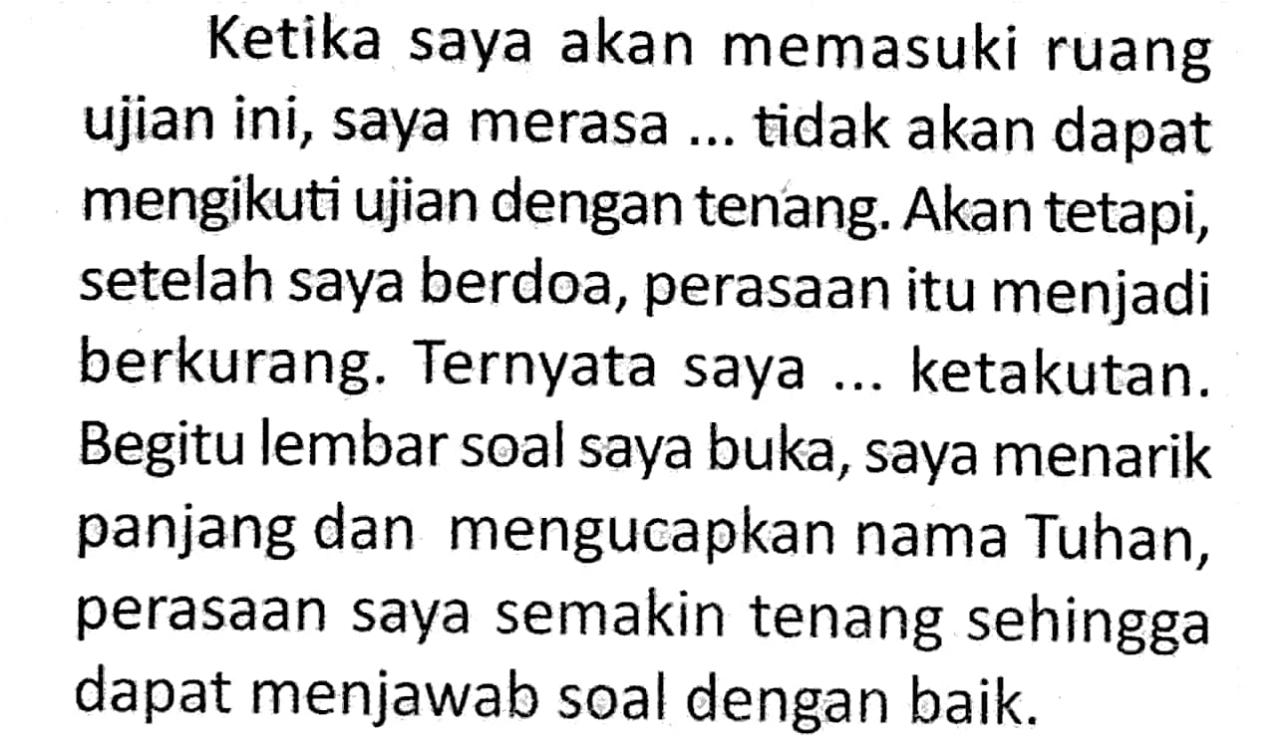 Ketika saya akan memasuki ruang
ujian ini, saya merasa ... tidak akan dapat
mengikuti ujian dengan tenang. Akan tetapi,
setelah saya berdoa, perasaan itu menjadi
berkurang. Ternyata saya ... ketakutan.
Begitu lembar soal saya buka, saya menarik
panjang dan mengucapkan nama Tuhan,
perasaan saya semakin tenang sehingga
dapat menjawab soal dengan baik.